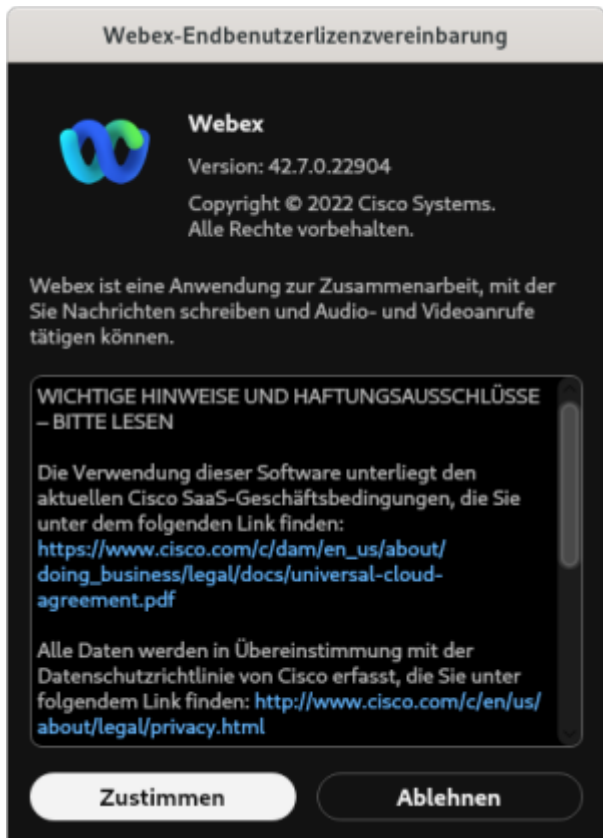 Webex-Endbenutzerlizenzvereinbarung
Webex
Version: 42.7.0.22904
Copyright © 2022 Cisco Systems.
Alle Rechte vorbehalten.
Webex ist eine Anwendung zur Zusammenarbeit, mit der
Sie Nachrichten schreiben und Audio- und Videoanrufe
tätigen können.
WICHTIGE HINWEISE UND HAFTUNGSAUSSCHLÜSSE
– BITTE LESEN
Die Verwendung dieser Software unterliegt den
aktuellen Cisco SaaS-Geschäftsbedingungen, die Sie
unter dem folgenden Link finden:
https://www.cisco.com/c/dam/en_us/about/
doing_business/legal/docs/universal-cloud-
agreement.pdf
Alle Daten werden in Übereinstimmung mit der
Datenschutzrichtlinie von Cisco erfasst, die Sie unter
folgendem Link finden: http://www.cisco.com/c/en/us/
about/legal/privacy.html
Zustimmen
Ablehnen